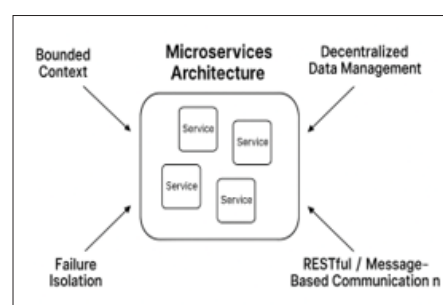 Bounded
Context
Microservices
Architecture
Decentralized
Data Management
Service
Service
Service
Service
Failure
Isolation
RESTful / Message-
Based Communication n